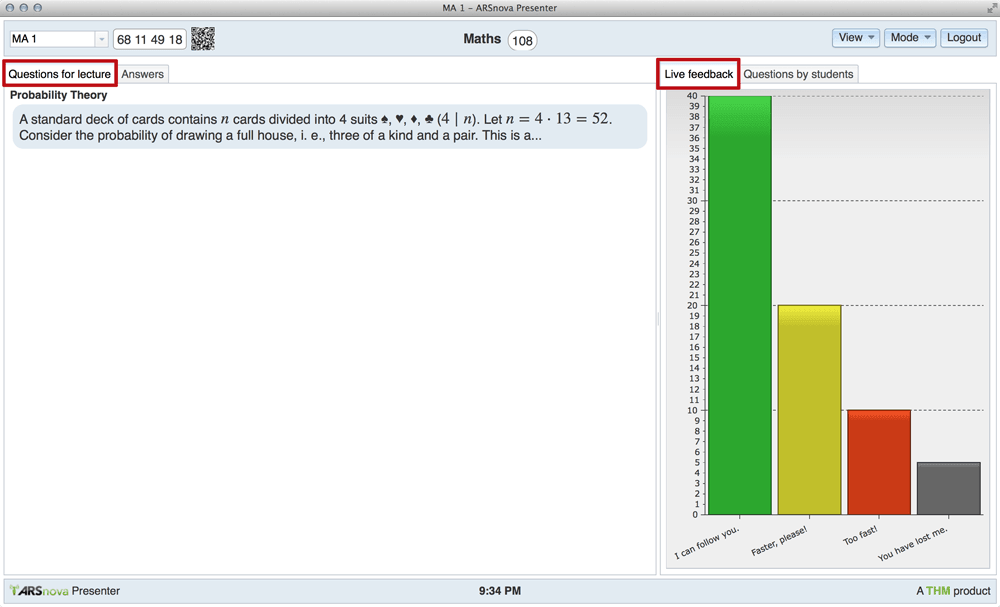 MA 1 – ARSnova Presenter
MA 1
68 11 49 18
Maths 108
View
Mode
Logout
Questions for lecture
Answers
Probability Theory
A standard deck of cards contains n cards divided into 4 suits ♠, ♥, ♦, ♣ (4 | n). Let n = 4 · 13 = 52.
Consider the probability of drawing a full house, i. e., three of a kind and a pair. This is a...
Live feedback
Questions by students
40
39
38
37
36
35
34
33
32
31
30
29
28
27
26
25
24
23
22
21
20
19
18
17
16
15
14
13
12
11
10
9
8
7
6
5
4
3
2
1
0
I can follow you.
Faster, please!
Too fast!
You have lost me.
ARSnova Presenter
9:34 PM
A THM product